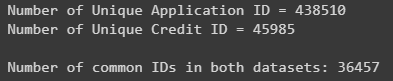 Number of Unique Application ID = 438510
Number of Unique Credit ID = 45985
Number of common IDs in both datasets: 36457